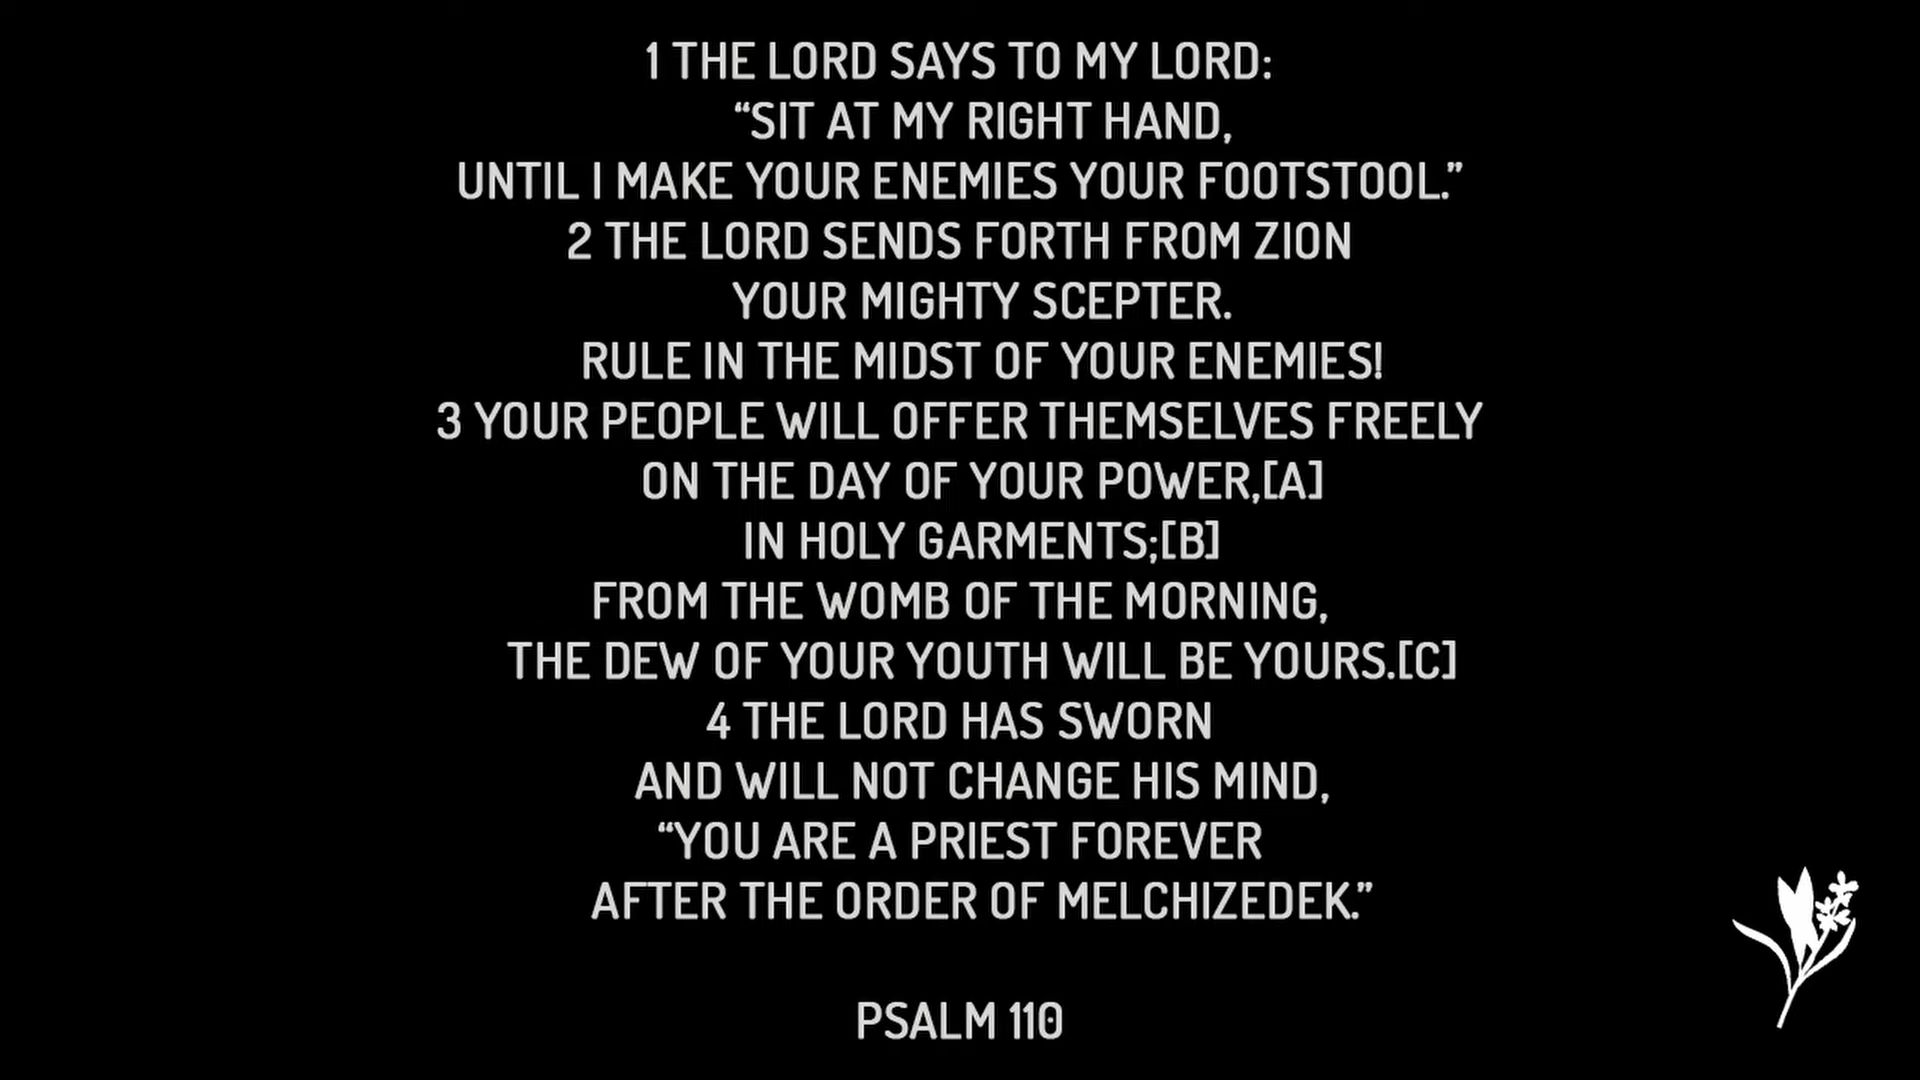 1 THE LORD SAYS TO MY LORD:
“SIT AT MY RIGHT HAND,
UNTIL I MAKE YOUR ENEMIES YOUR FOOTSTOOL.”
2 THE LORD SENDS FORTH FROM ZION
YOUR MIGHTY SCEPTER.
RULE IN THE MIDST OF YOUR ENEMIES!
3 YOUR PEOPLE WILL OFFER THEMSELVES FREELY
ON THE DAY OF YOUR POWER,[A]
IN HOLY GARMENTS;[B]
FROM THE WOMB OF THE MORNING,
THE DEW OF YOUR YOUTH WILL BE YOURS.[C]
4 THE LORD HAS SWORN
AND WILL NOT CHANGE HIS MIND,
“YOU ARE A PRIEST FOREVER
AFTER THE ORDER OF MELCHIZEDEK.”
PSALM 110